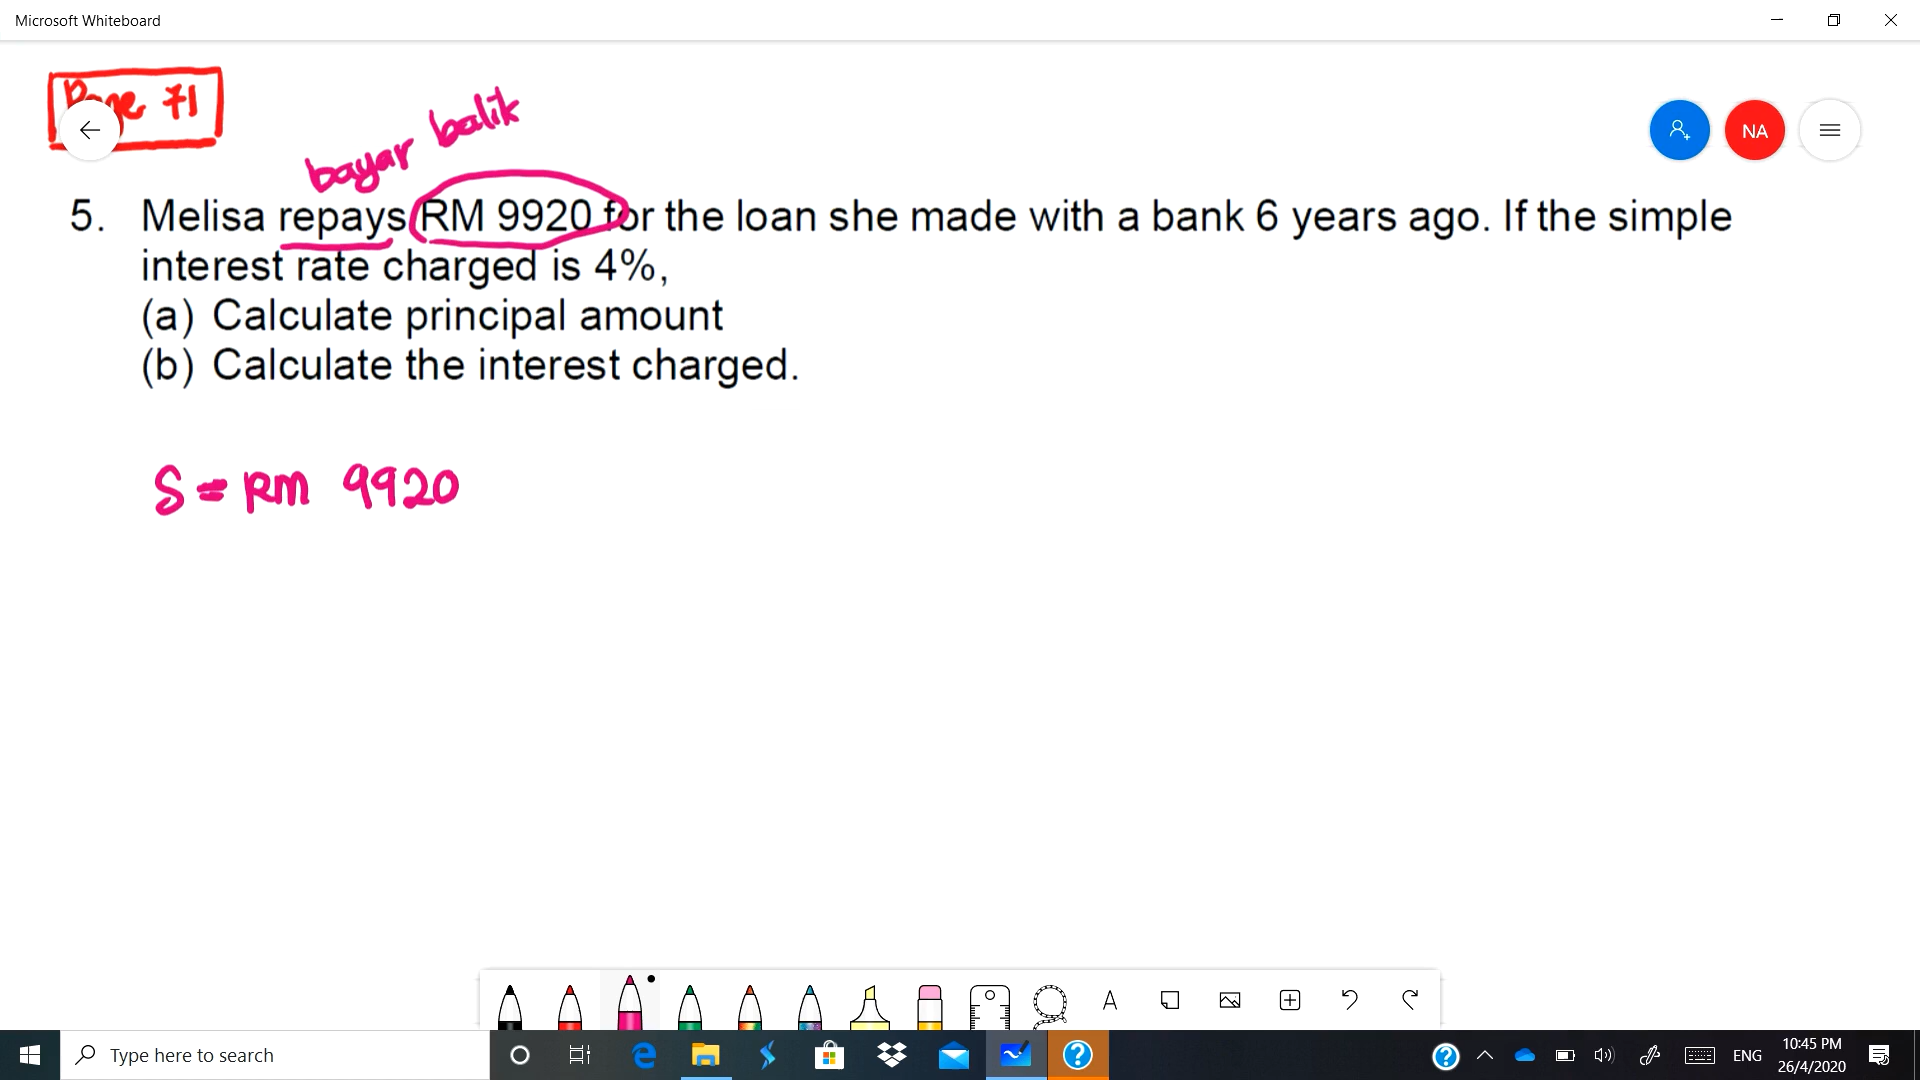 Microsoft Whiteboard
71
bayar balik
NA
5. Melisa repays RM 9920 for the loan she made with a bank 6 years ago. If the simple
interest rate charged is 4%,
(a) Calculate principal amount
(b) Calculate the interest charged.
S = RM 9920
A
Type here to search
ENG
10:45 PM
26/4/2020